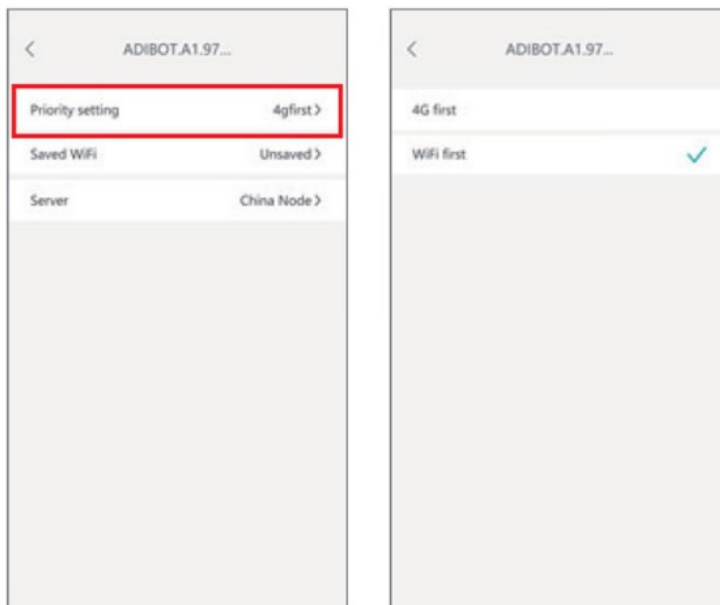 ADIBOT.A1.97...
Priority setting 4gfirst >
Saved WiFi Unsaved >
Server China Node >
ADIBOT.A1.97...
4G first
WiFi first